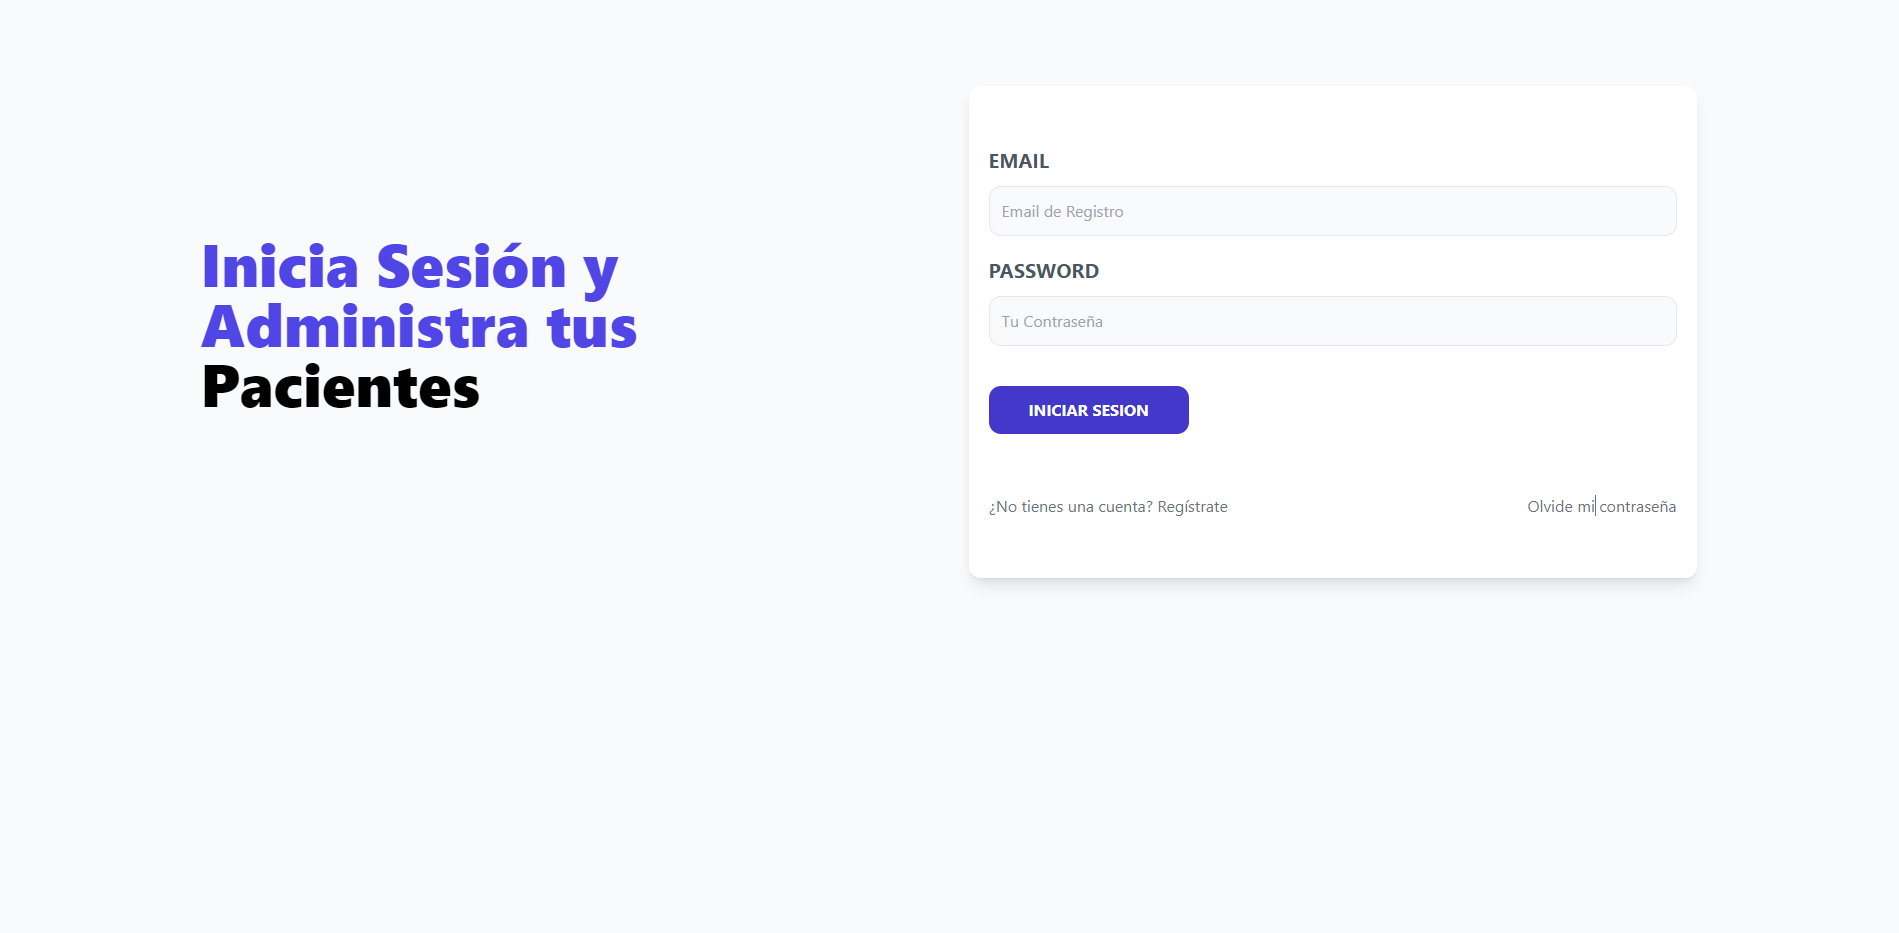 Inicia Sesión y
Administra tus
Pacientes
EMAIL
Email de Registro
PASSWORD
Tu Contraseña
INICIAR SESION
¿No tienes una cuenta? Regístrate
Olvide mi contraseña